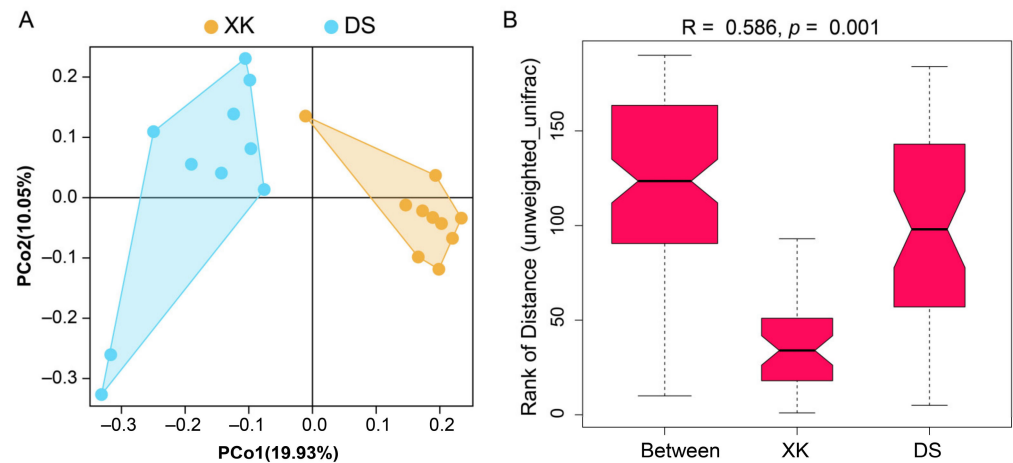 A
XK DS
0.2
0.1
0.0
–0.1
–0.2
–0.3
PCo2(10.05%)
–0.3 –0.2 –0.1 0.0 0.1 0.2
PCo1(19.93%)
B
R = 0.586, p = 0.001
Rank of Distance (unweighted_unifrac)
150
100
50
0
Between XK DS